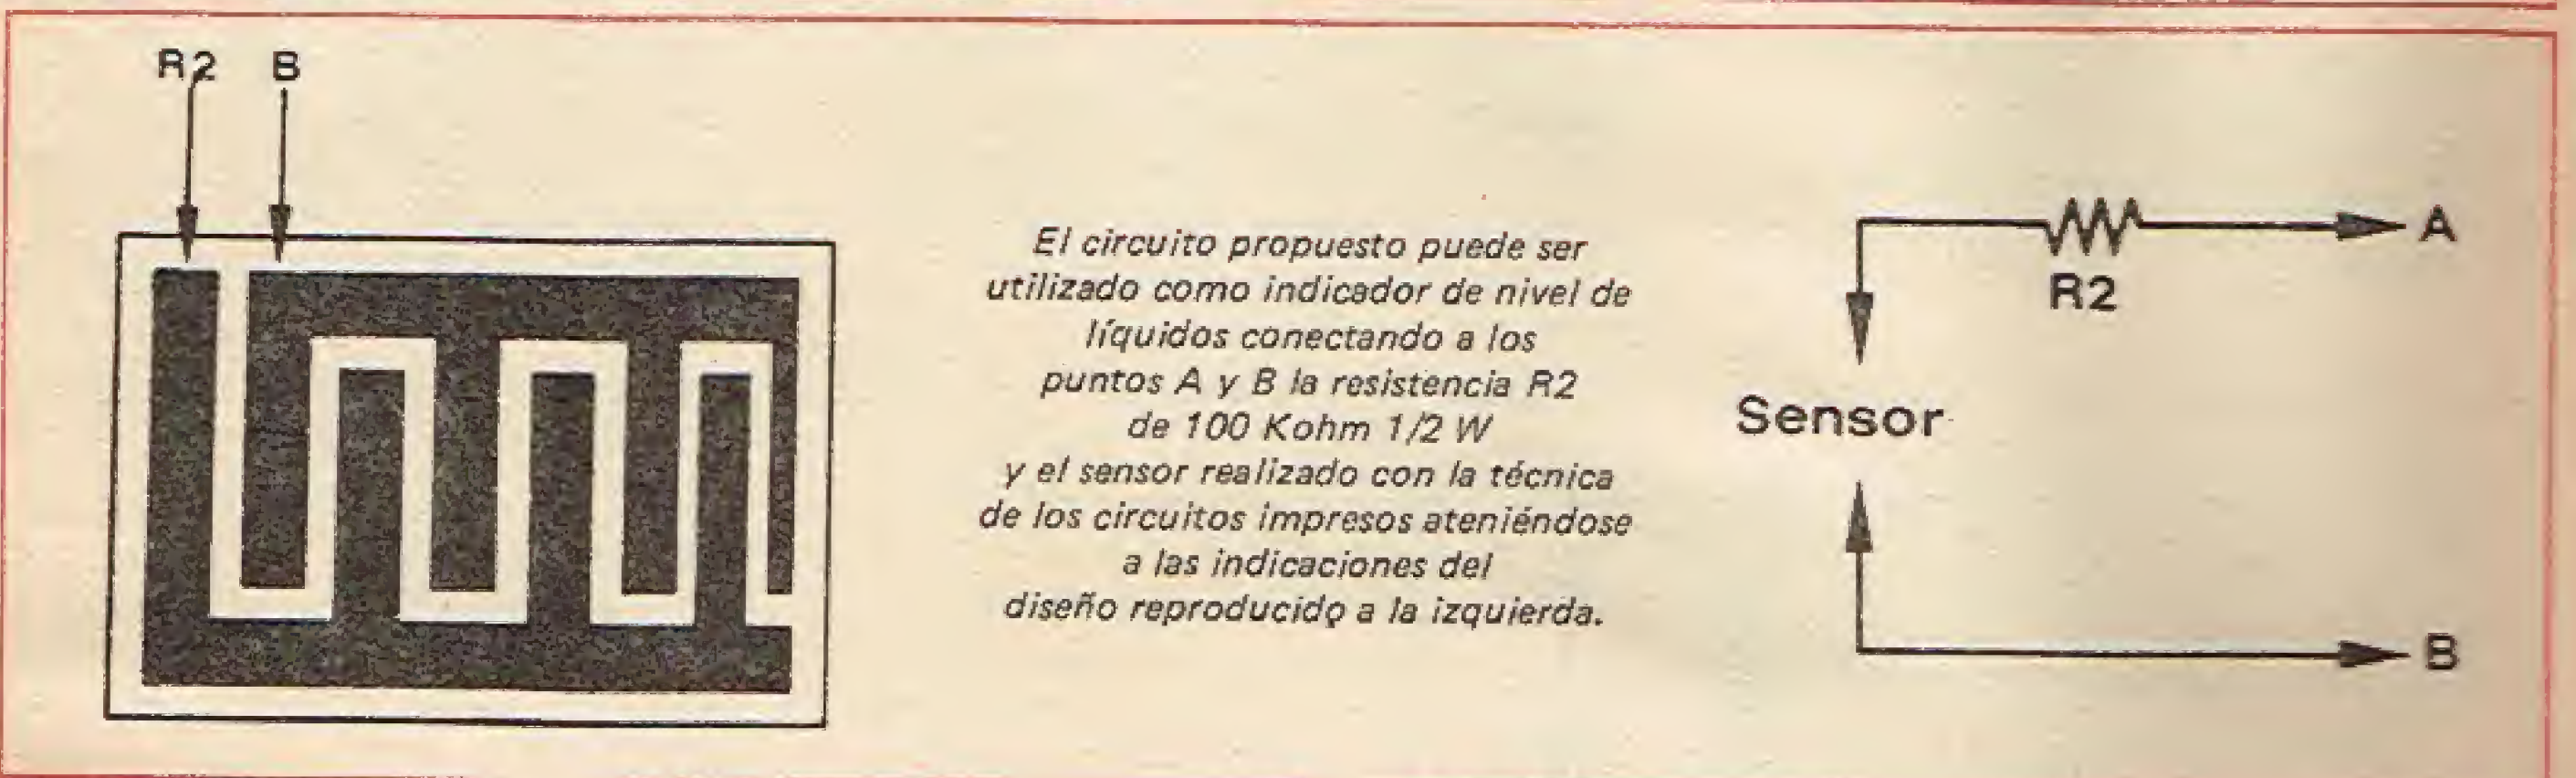 R2 B
El circuito propuesto puede ser
utilizado como indicador de nivel de
líquidos conectando a los
puntos A y B la resistencia R2
de 100 Kohm 1/2 W
y el sensor realizado con la técnica
de los circuitos impresos ateniéndose
a las indicaciones del
diseño reproducido a la izquierda.
A
R2
Sensor
B